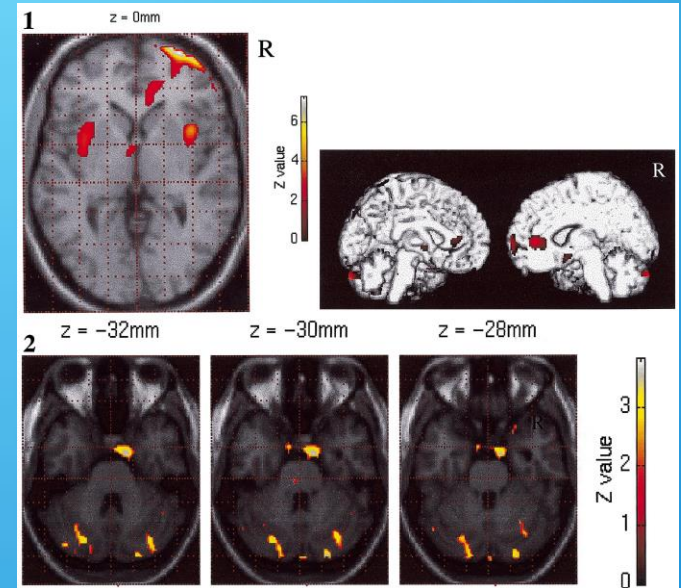 1
z = 0mm
R
Z value
6
4
2
0
R
2
z = -32mm
z = -30mm
z = -28mm
R
Z value
3
2
1
0